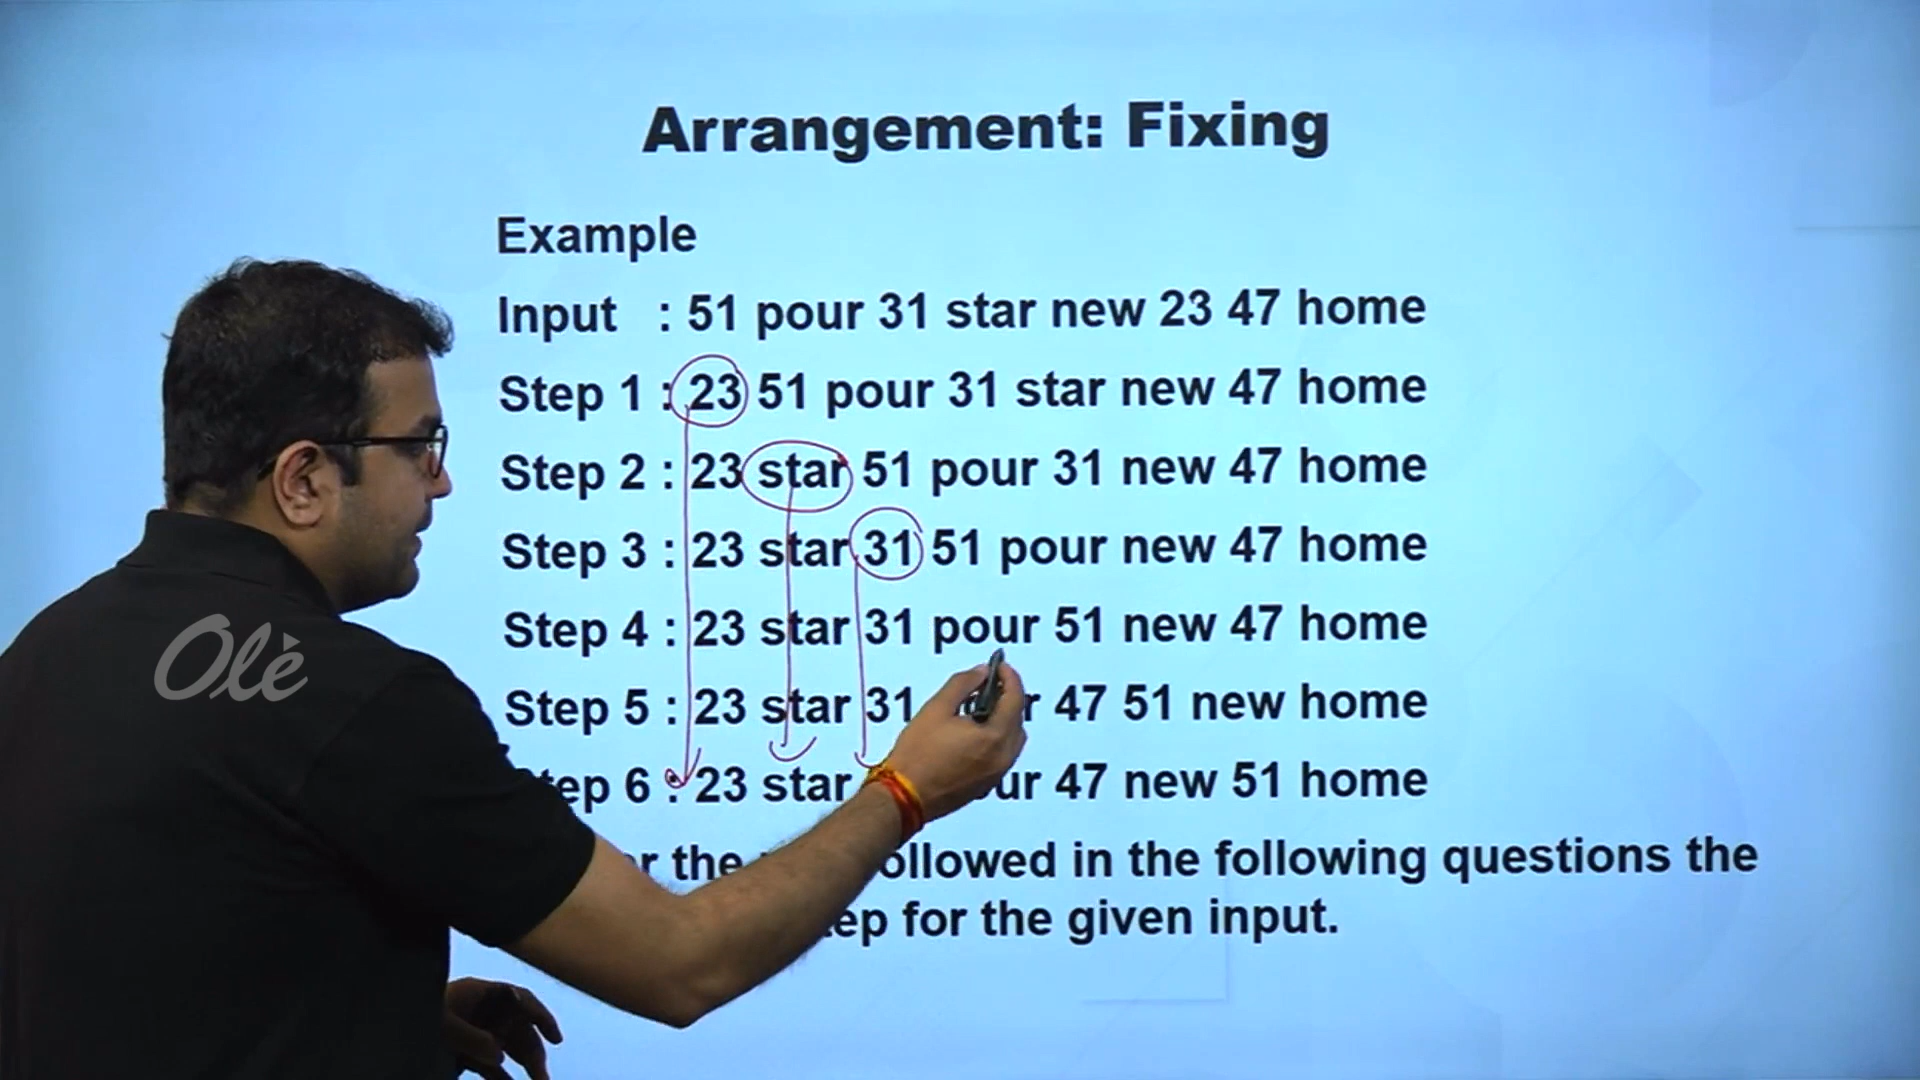 Arrangement: Fixing
Example
Input : 51 pour 31 star new 23 47 home
Step 1 : 23 51 pour 31 star new 47 home
Step 2 : 23 star 51 pour 31 new 47 home
Step 3 : 23 star 31 51 pour new 47 home
Step 4 : 23 star 31 pour 51 new 47 home
Step 5 : 23 star 31 47 51 new home
6 : 23 star 47 new 51 home
the in the following questions the
for the given input.
Olè